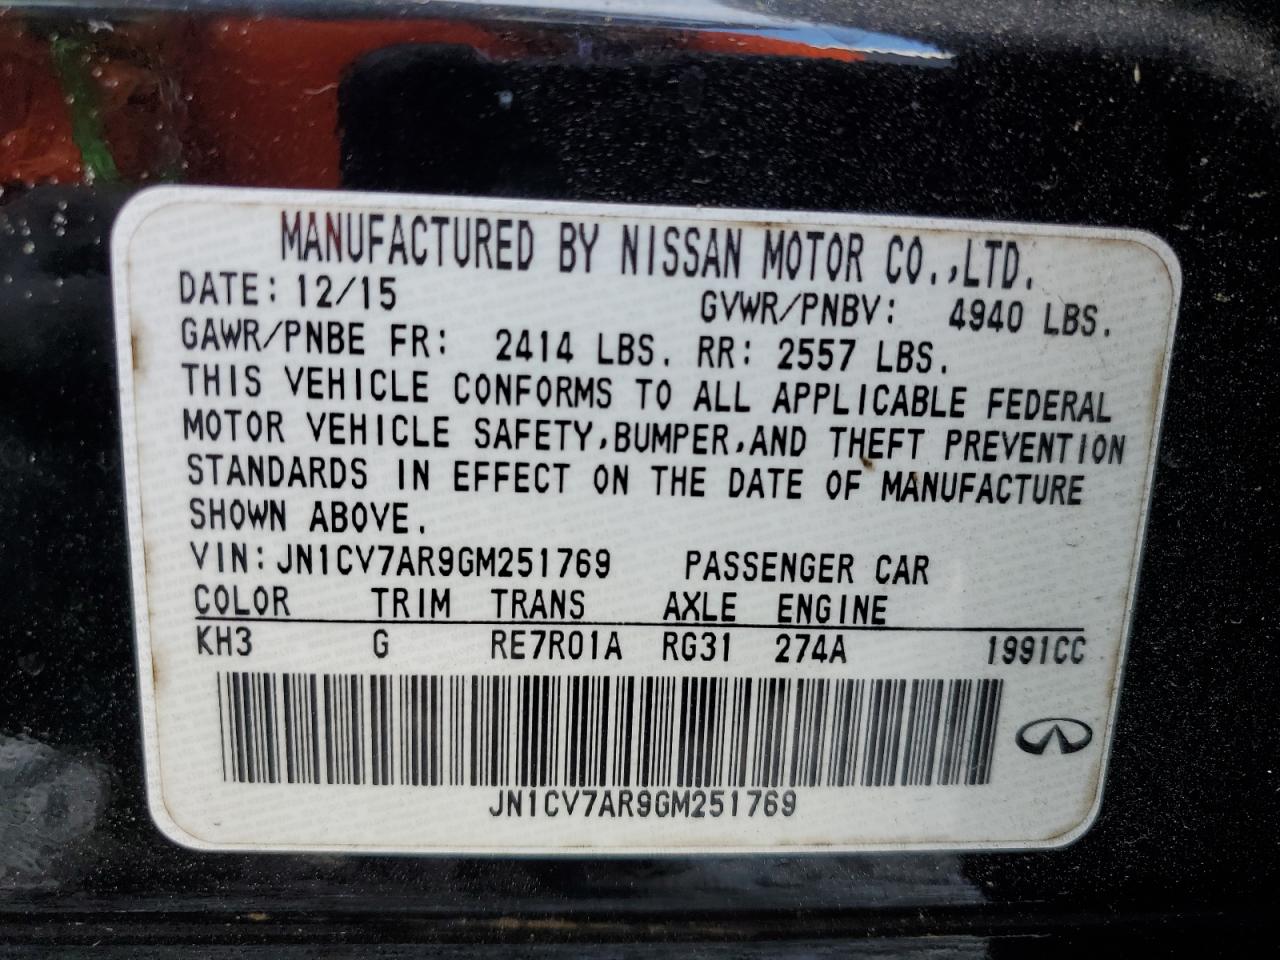 MANUFACTURED BY NISSAN MOTOR CO.,LTD.
DATE: 12/15 GVWR/PNBV: 4940 LBS.
GAWR/PNBE FR: 2414 LBS. RR: 2557 LBS.
THIS VEHICLE CONFORMS TO ALL APPLICABLE FEDERAL
MOTOR VEHICLE SAFETY,BUMPER,AND THEFT PREVENTION
STANDARDS IN EFFECT ON THE DATE OF MANUFACTURE
SHOWN ABOVE.
VIN:JN1CV7AR9GM251769 PASSENGER CAR
COLOR TRIM TRANS AXLE ENGINE
KH3 G RE7R01A RG31 274A 1991CC
JN1CV7AR9GM251769